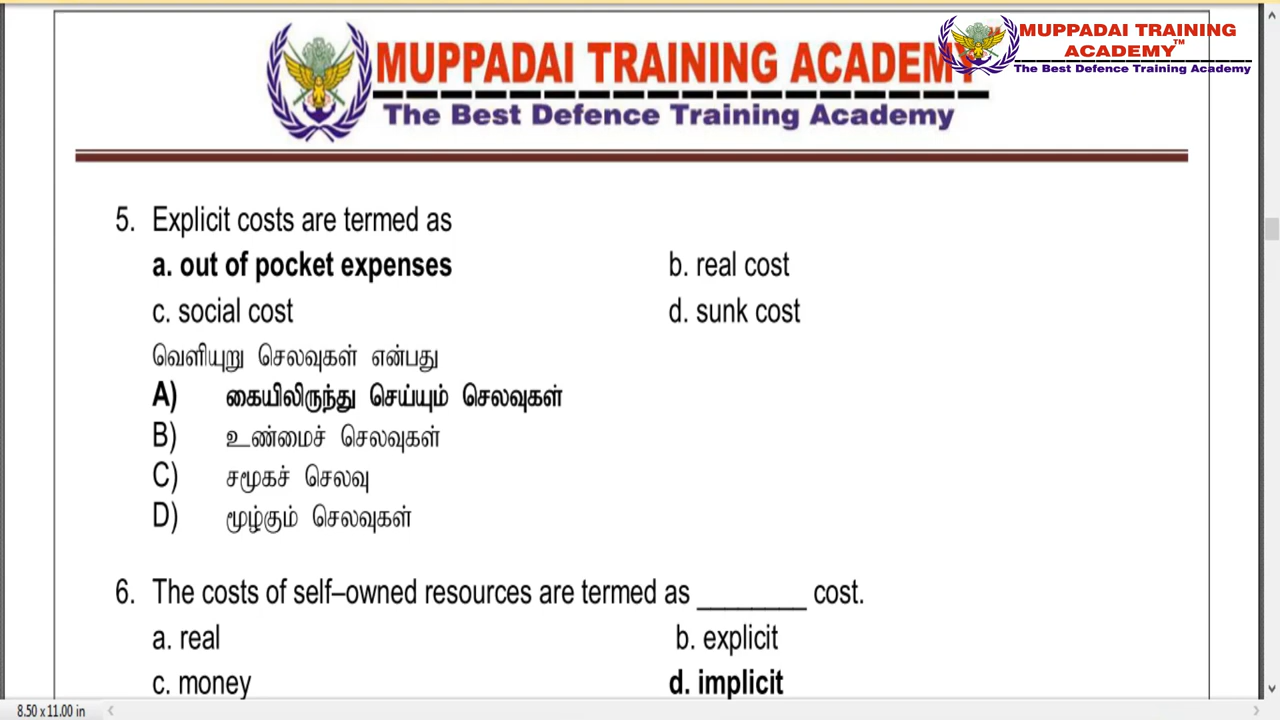 MUPPADAI TRAINING ACADEMY
The Best Defence Training Academy
MUPPADAI TRAINING
ACADEMY™
The Best Defence Training Academy
5. Explicit costs are termed as
a. out of pocket expenses b. real cost
c. social cost d. sunk cost
வெளியுறு செலவுகள் என்பது
A) கையிலிருந்து செய்யும் செலவுகள்
B) உண்மைச் செலவுகள்
C) சமூகச் செலவு
D) மூழ்கும் செலவுகள்
6. The costs of self–owned resources are termed as ________ cost.
a. real b. explicit
c. money d. implicit
8.50 x 11.00 in